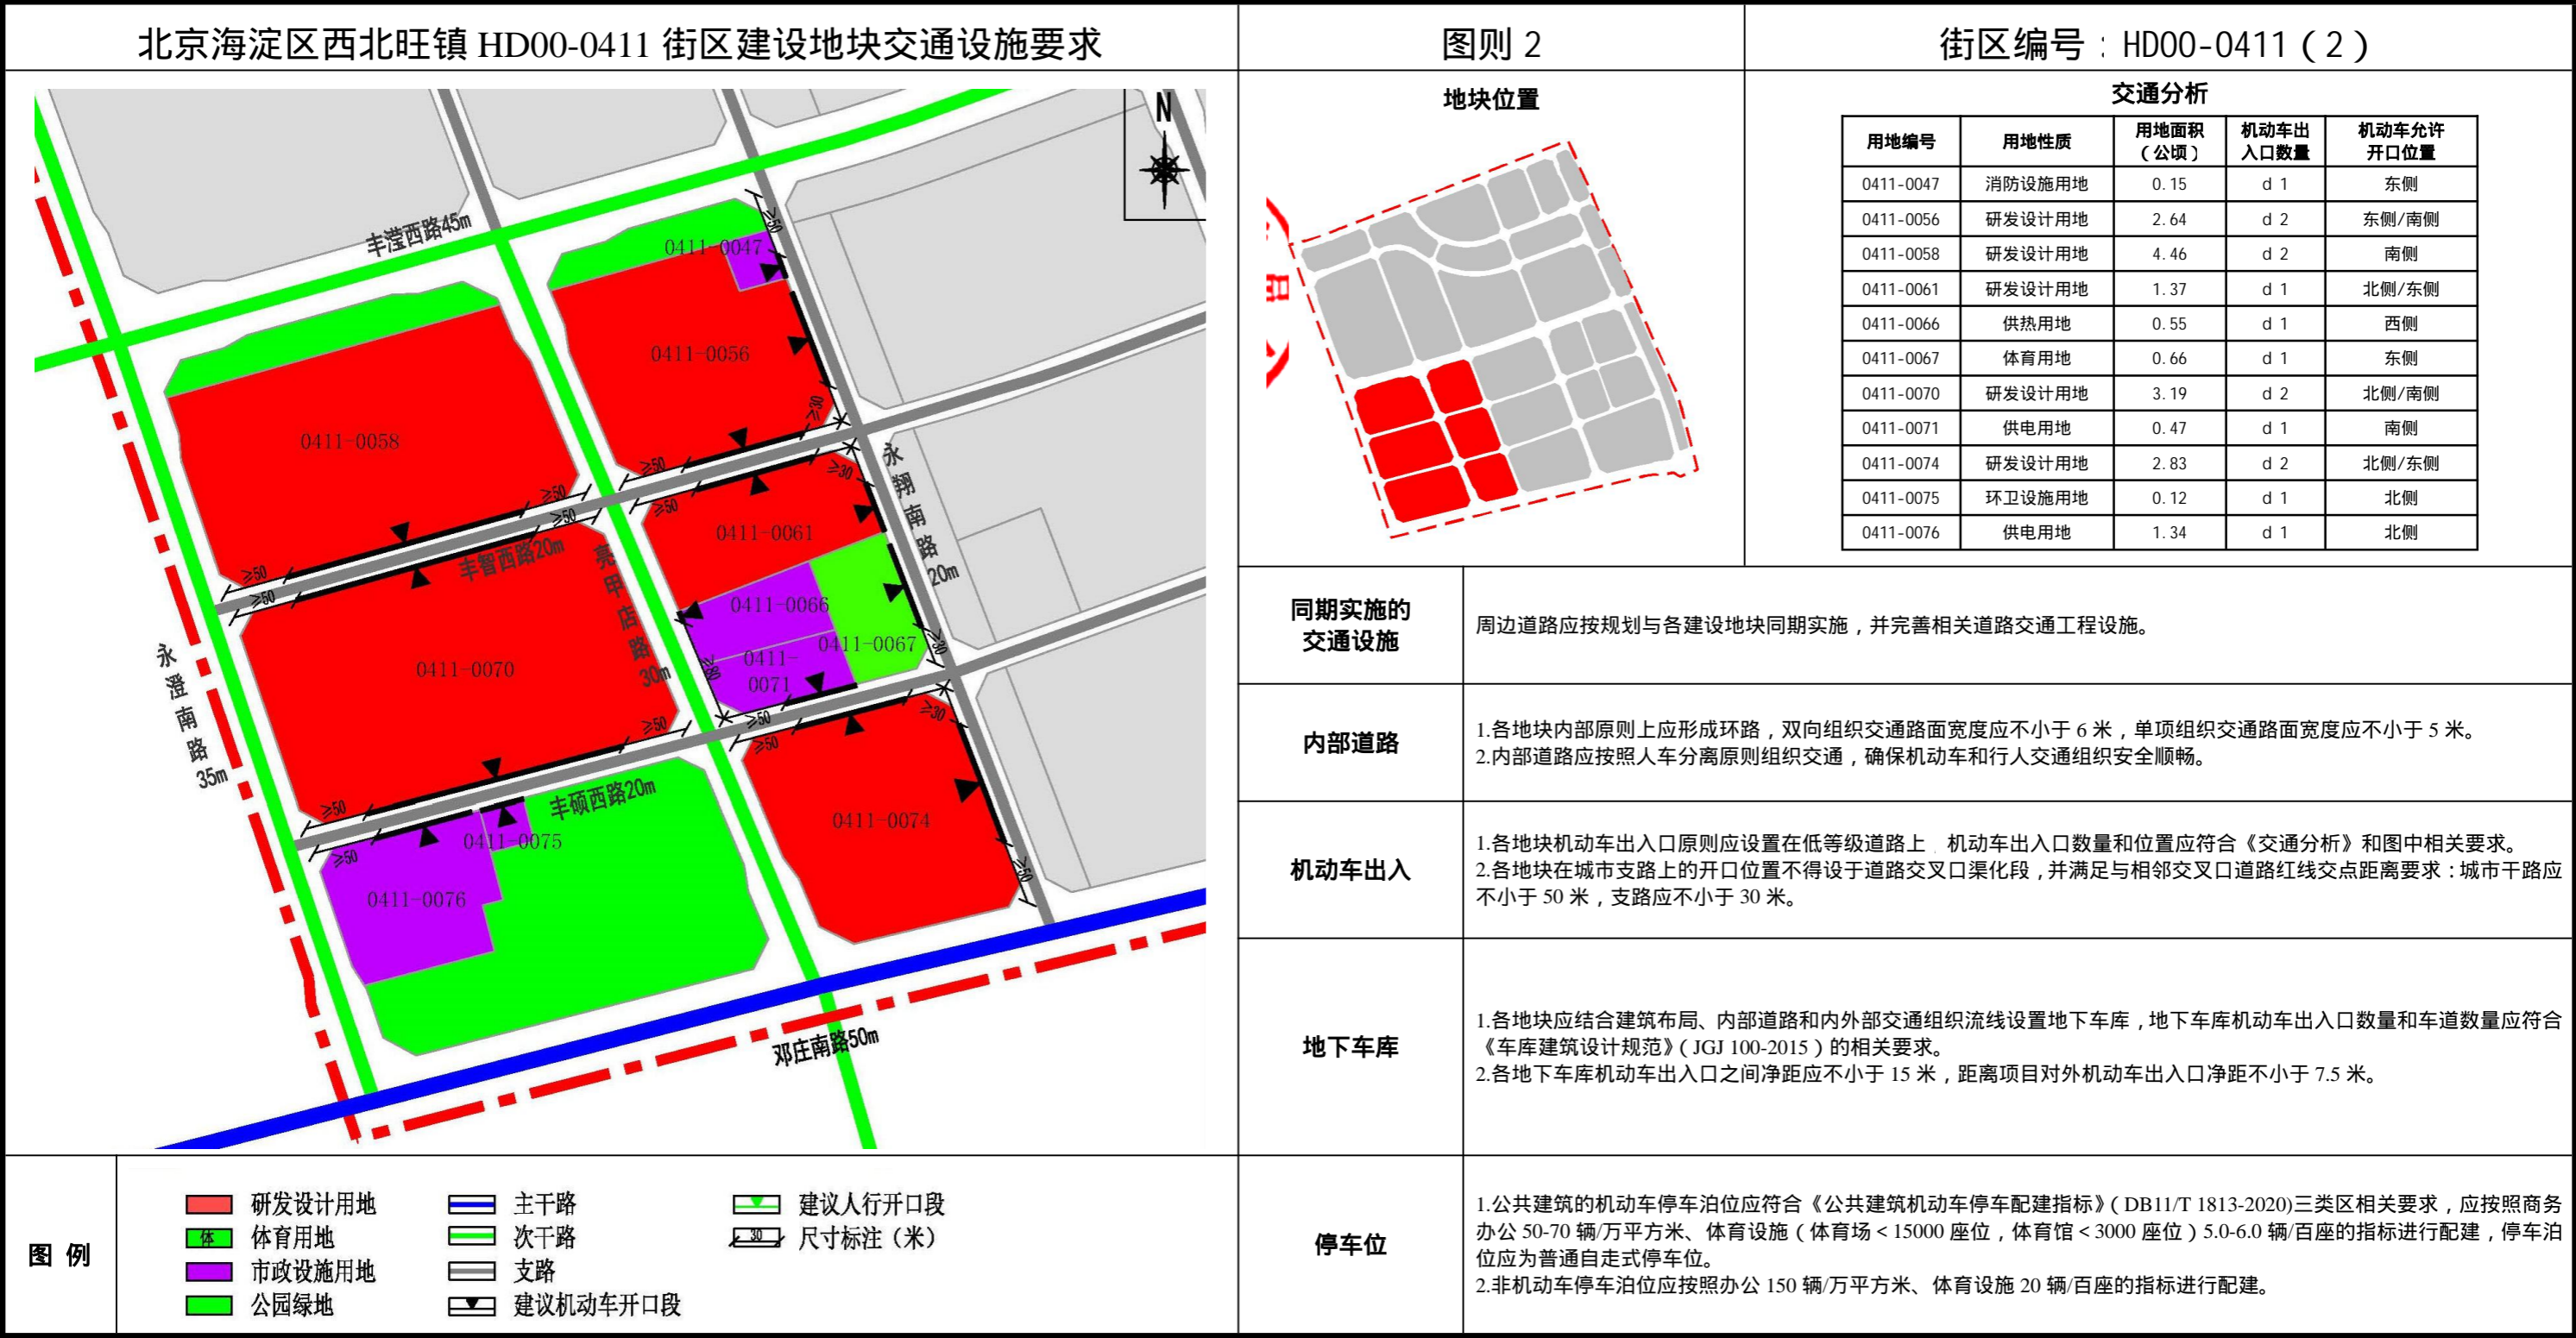 北京海淀区西北旺镇 HD00-0411 街区建设地块交通设施要求
图则 2
街区编号：HD00-0411（2）
N
丰滢西路45m
≥50
0411-0047
0411-0056
0411-0058
≥30
≥50
≥50
≥30
≥50
永翔南路20m
≥50
≥50
≥50
丰智西路20m
亮甲店路30m
0411-0061
0411-0066
0411-0067
0411-
0071
≥80
≥30
≥50
≥50
≥30
0411-0070
≥50
永澄南路35m
≥50
≥50
丰硕西路20m
0411-0075
0411-0076
0411-0074
≥50
邓庄南路50m
地块位置
交通分析
用地编号 用地性质 用地面积（公顷） 机动车出入口数量 机动车允许开口位置
0411-0047 消防设施用地 0.15 d 1 东侧
0411-0056 研发设计用地 2.64 d 2 东侧/南侧
0411-0058 研发设计用地 4.46 d 2 南侧
0411-0061 研发设计用地 1.37 d 1 北侧/东侧
0411-0066 供热用地 0.55 d 1 西侧
0411-0067 体育用地 0.66 d 1 东侧
0411-0070 研发设计用地 3.19 d 2 北侧/南侧
0411-0071 供电用地 0.47 d 1 南侧
0411-0074 研发设计用地 2.83 d 2 北侧/东侧
0411-0075 环卫设施用地 0.12 d 1 北侧
0411-0076 供电用地 1.34 d 1 北侧
同期实施的
交通设施
周边道路应按规划与各建设地块同期实施，并完善相关道路交通工程设施。
内部道路
1.各地块内部原则上应形成环路，双向组织交通路面宽度应不小于 6 米，单项组织交通路面宽度应不小于 5 米。
2.内部道路应按照人车分离原则组织交通，确保机动车和行人交通组织安全顺畅。
机动车出入
1.各地块机动车出入口原则应设置在低等级道路上 机动车出入口数量和位置应符合《交通分析》和图中相关要求。
2.各地块在城市支路上的开口位置不得设于道路交叉口渠化段，并满足与相邻交叉口道路红线交点距离要求：城市干路应
不小于 50 米，支路应不小于 30 米。
地下车库
1.各地块应结合建筑布局、内部道路和内外部交通组织流线设置地下车库，地下车库机动车出入口数量和车道数量应符合
《车库建筑设计规范》（JGJ 100-2015）的相关要求。
2.各地下车库机动车出入口之间净距应不小于 15 米，距离项目对外机动车出入口净距不小于 7.5 米。
停车位
1.公共建筑的机动车停车泊位应符合《公共建筑机动车停车配建指标》（DB11/T 1813-2020)三类区相关要求，应按照商务
办公 50-70 辆/万平方米、体育设施（体育场＜15000 座位，体育馆＜3000 座位）5.0-6.0 辆/百座的指标进行配建，停车泊
位应为普通自走式停车位。
2.非机动车停车泊位应按照办公 150 辆/万平方米、体育设施 20 辆/百座的指标进行配建。
图 例
研发设计用地
体 体育用地
市政设施用地
公园绿地
主干路
次干路
支路
建议机动车开口段
建议人行开口段
30 尺寸标注（米）